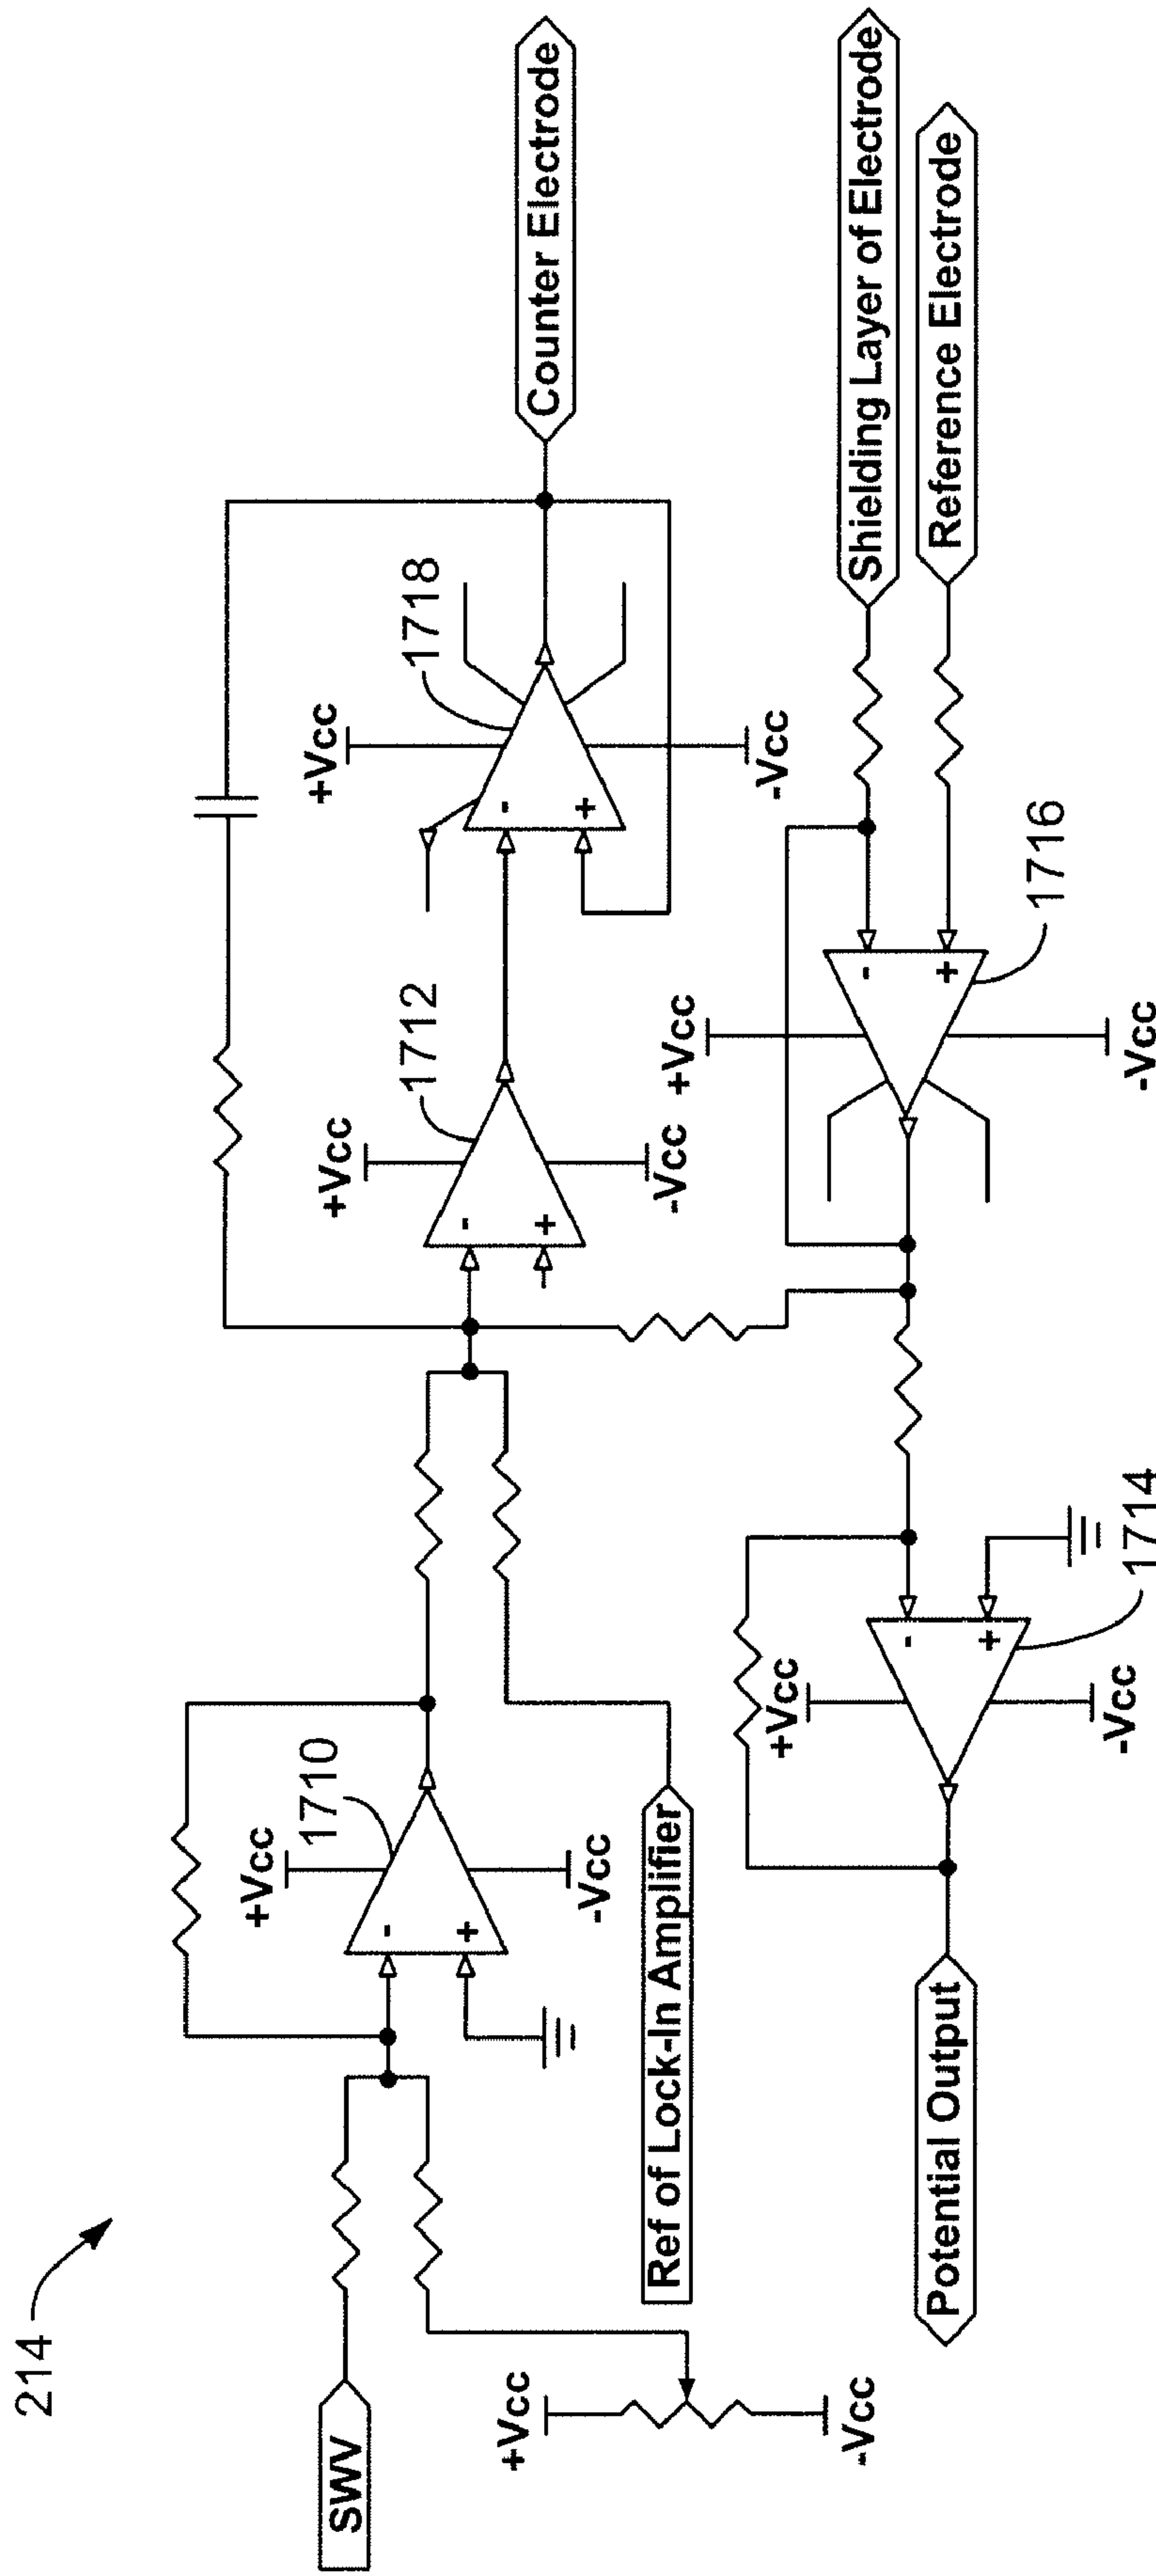 214
SWV
+Vcc
-Vcc
+Vcc
1710
-
+
-Vcc
Ref of Lock-In Amplifier
+Vcc
1712
-
+
-Vcc
+Vcc
1718
-
+
-Vcc
Counter Electrode
Shielding Layer of Electrode
Reference Electrode
+Vcc
-
+
1716
-Vcc
+Vcc
-
+
1714
-Vcc
Potential Output